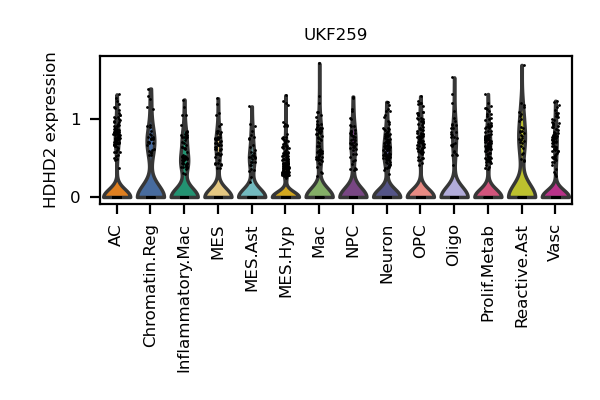 UKF259
HDHD2 expression
1
0
AC
Chromatin.Reg
Inflammatory.Mac
MES
MES.Ast
MES.Hyp
Mac
NPC
Neuron
OPC
Oligo
Prolif.Metab
Reactive.Ast
Vasc